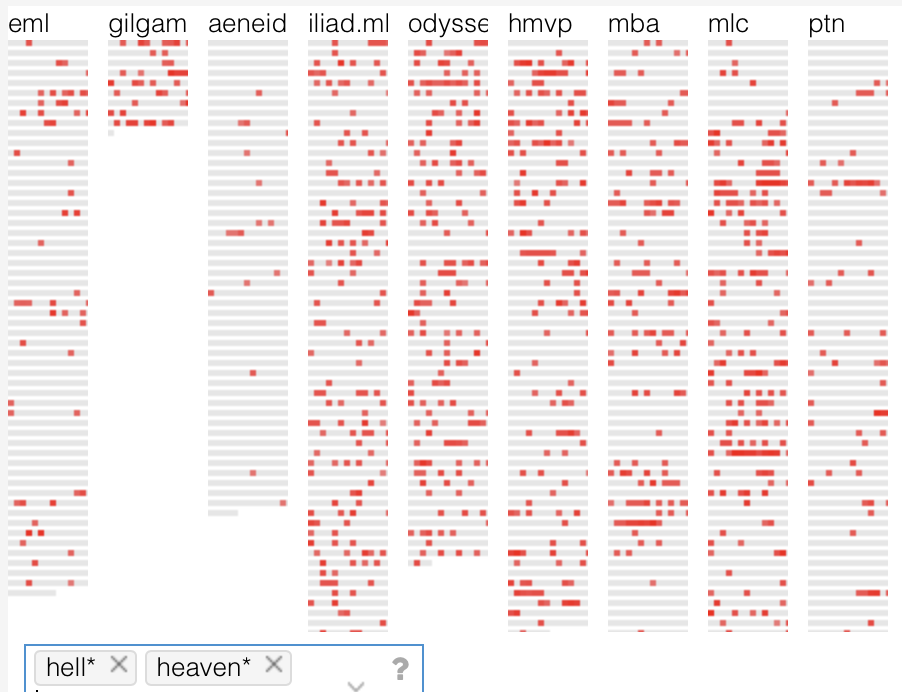 eml gilgam aeneid iliad.ml odysse hmvp mba mlc ptn
hell* × heaven* × ?